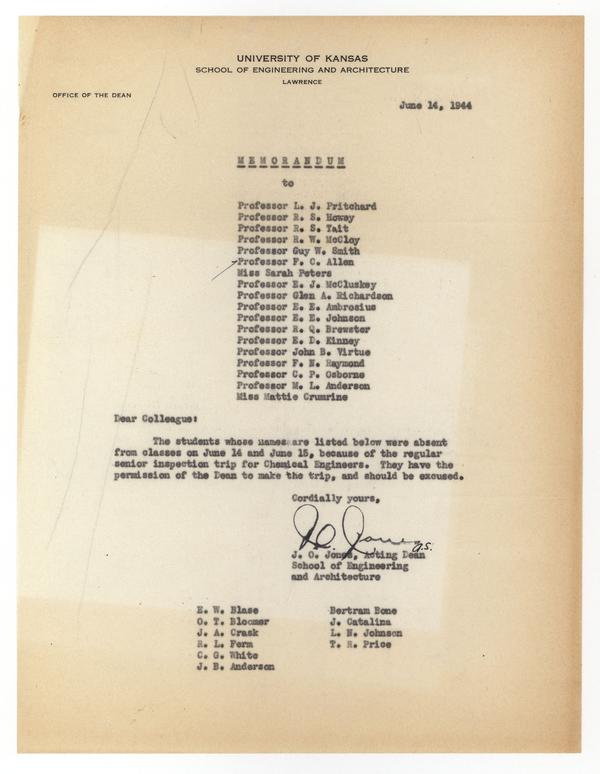 UNIVERSITY OF KANSAS
SCHOOL OF ENGINEERING AND ARCHITECTURE
LAWRENCE
OFFICE OF THE DEAN
June 14, 1944
MEMORANDUM
to
Professor L. J. Pritchard
Professor R. S. Howey
Professor R. S. Tait
Professor R. W. McCloy
Professor Guy W. Smith
Professor F. C. Allen
Miss Sarah Peters
Professor E. J. McCluskey
Professor Glen A. Richardson
Professor E. E. Ambrosius
Professor E. E. Johnson
Professor R. Q. Brewster
Professor E. D. Kinney
Professor John B. Virtue
Professor F. N. Raymond
Professor C. P. Osborne
Professor M. L. Anderson
Miss Mattie Crumrine
Dear Colleague:
The students whose names are listed below were absent
from classes on June 14 and June 15, because of the regular
senior inspection trip for Chemical Engineers. They have the
permission of the Dean to make the trip, and should be excused.
Cordially yours,
J. O. Jones a.s.
J. O. Jones, Acting Dean
School of Engineering
and Architecture
E. W. Blase Bertram Bone
O. T. Bloomer J. Catalina
J. A. Crask L. N. Johnson
R. L. Ferm T. R. Price
C. G. White
J. B. Anderson